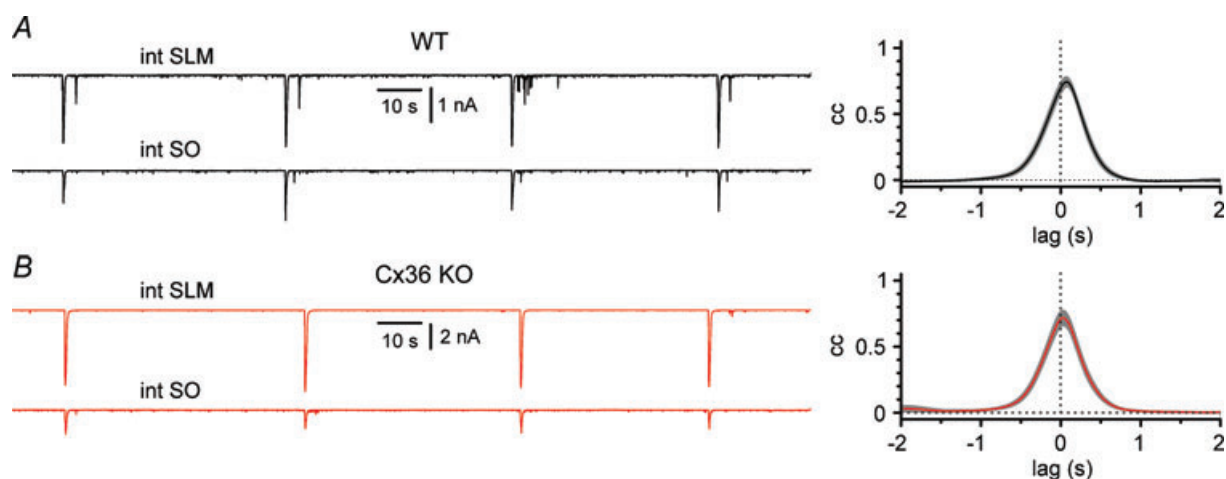 A
WT
int SLM
10 s 1 nA
int SO
cc
1
0.5
0
-2 -1 0 1 2
lag (s)
B
Cx36 KO
int SLM
10 s 2 nA
int SO
cc
1
0.5
0
-2 -1 0 1 2
lag (s)